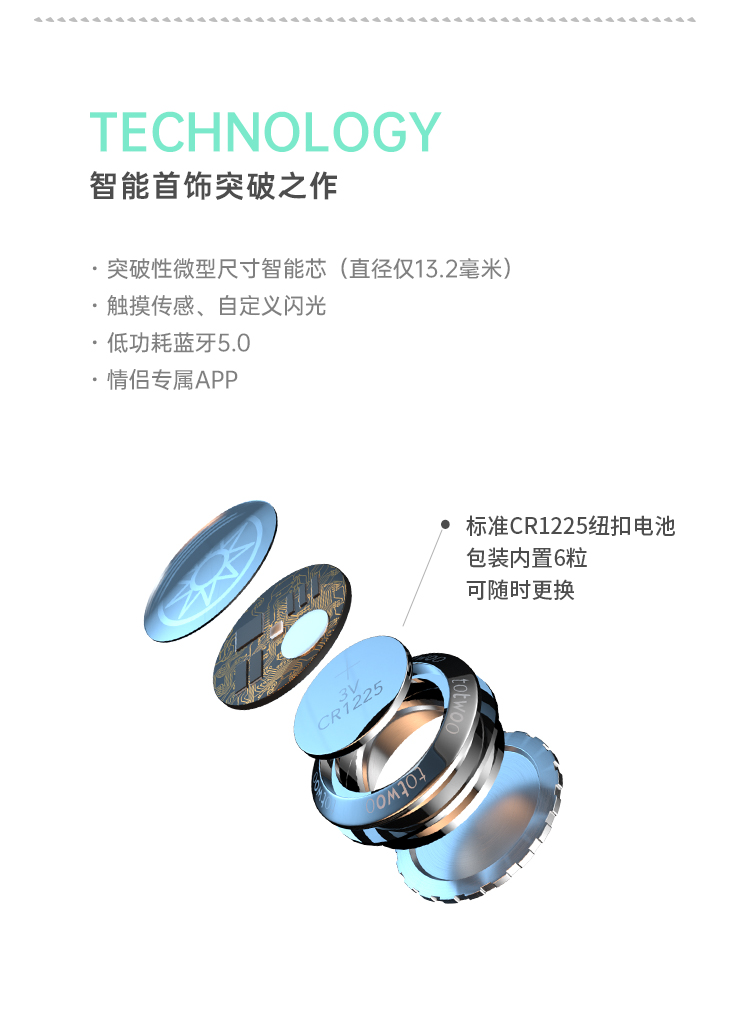 TECHNOLOGY
智能首饰突破之作
· 突破性微型尺寸智能芯（直径仅13.2毫米）
· 触摸传感、自定义闪光
· 低功耗蓝牙5.0
· 情侣专属APP
标准CR1225纽扣电池
包装内置6粒
可随时更换
3V
CR1225
totwoo
totwoo